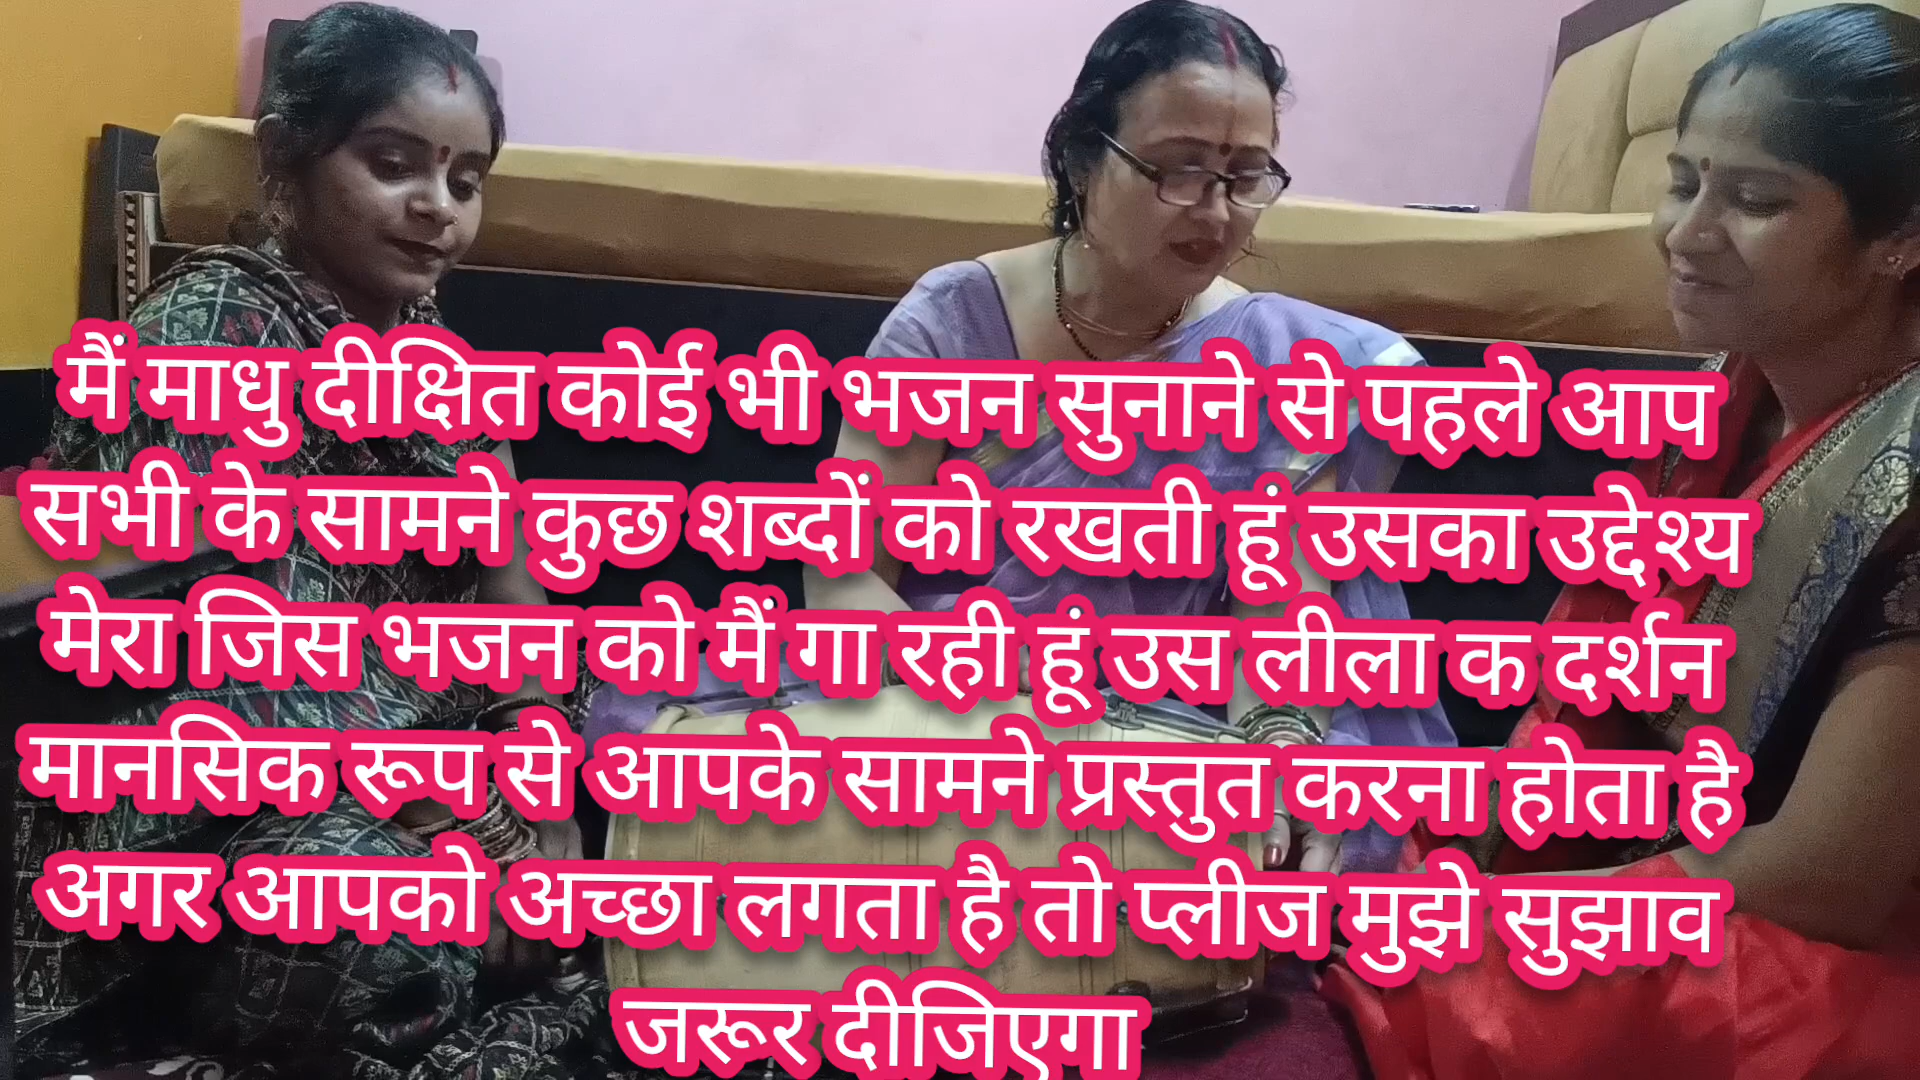 मैं माधु दीक्षित कोई भी भजन सुनाने से पहले आप
सभी के सामने कुछ शब्दों को रखती हूं उसका उद्देश्य
मेरा जिस भजन को मैं गा रही हूं उस लीला क दर्शन
मानसिक रूप से आपके सामने प्रस्तुत करना होता है
अगर आपको अच्छा लगता है तो प्लीज मुझे सुझाव
जरूर दीजिएगा